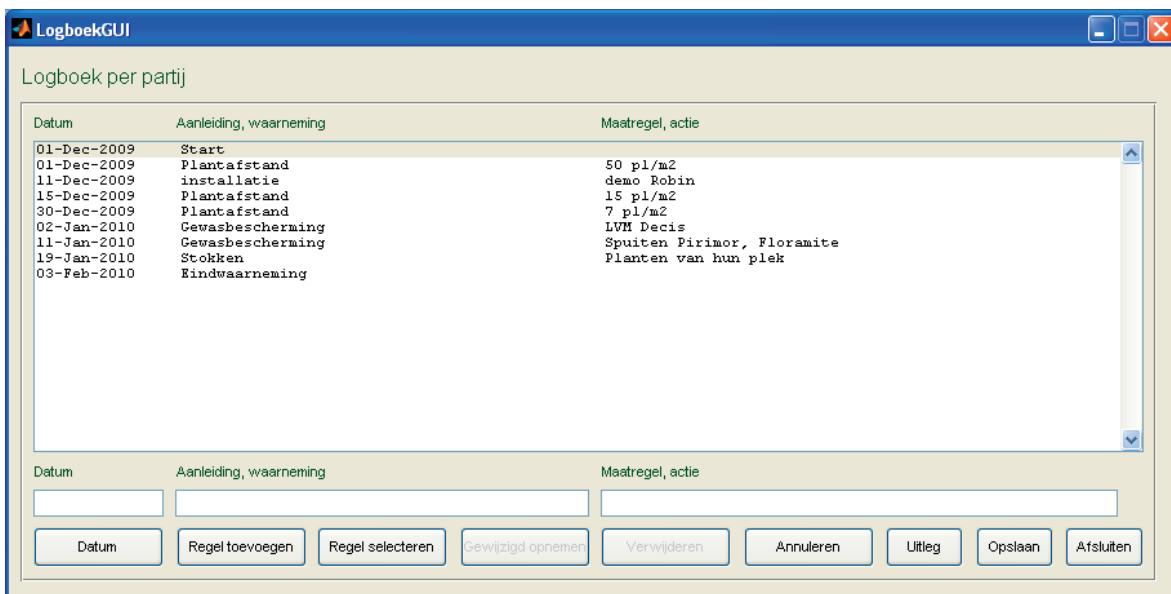 LogboekGUI
Logboek per partij
Datum Aanleiding, waarneming Maatregel, actie
01-Dec-2009 Start
01-Dec-2009 Plantafstand 50 pl/m2
11-Dec-2009 installatie demo Robin
15-Dec-2009 Plantafstand 15 pl/m2
30-Dec-2009 Plantafstand 7 pl/m2
02-Jan-2010 Gewasbescherming LVM Decis
11-Jan-2010 Gewasbescherming Spuiten Pirimor, Floramite
19-Jan-2010 Stokken Planten van hun plek
03-Feb-2010 Eindwaarneming
Datum Aanleiding, waarneming Maatregel, actie
Datum Regel toevoegen Regel selecteren Gewijzigd opnemen Verwijderen Annuleren Uitleg Opslaan Afsluiten